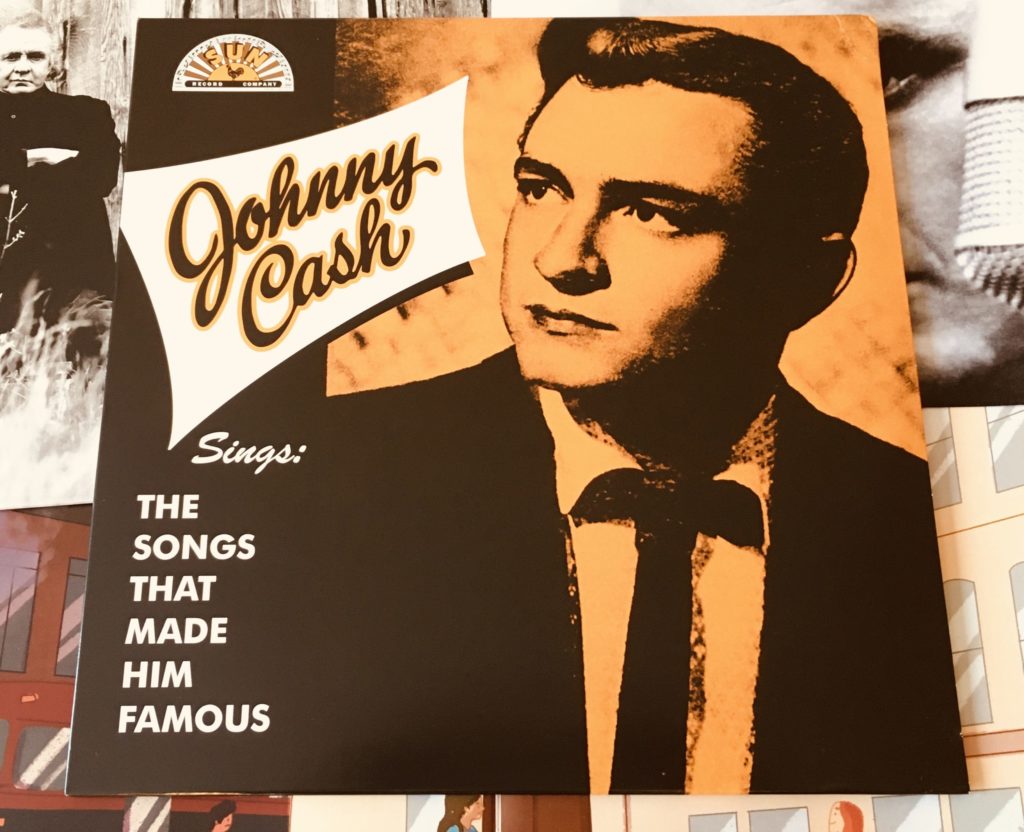 SUN
RECORD COMPANY
Johnny
Cash
Sings:
THE
SONGS
THAT
MADE
HIM
FAMOUS